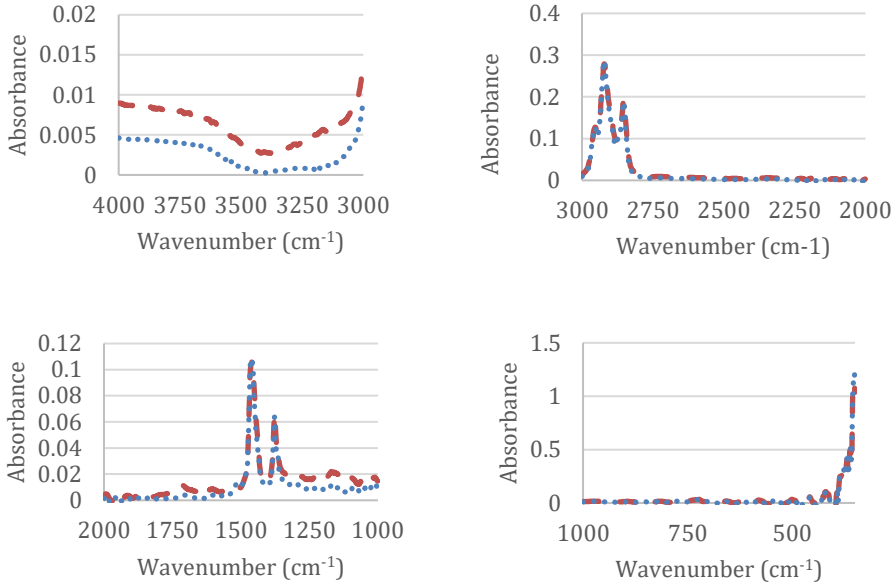 0.02
0.015
0.01
0.005
0
Absorbance
4000 3750 3500 3250 3000
Wavenumber (cm-1)
0.4
0.3
0.2
0.1
0
Absorbance
3000 2750 2500 2250 2000
Wavenumber (cm-1)
0.12
0.1
0.08
0.06
0.04
0.02
0
Absorbance
2000 1750 1500 1250 1000
Wavenumber (cm-1)
1.5
1
0.5
0
Absorbance
1000 750 500
Wavenumber (cm-1)